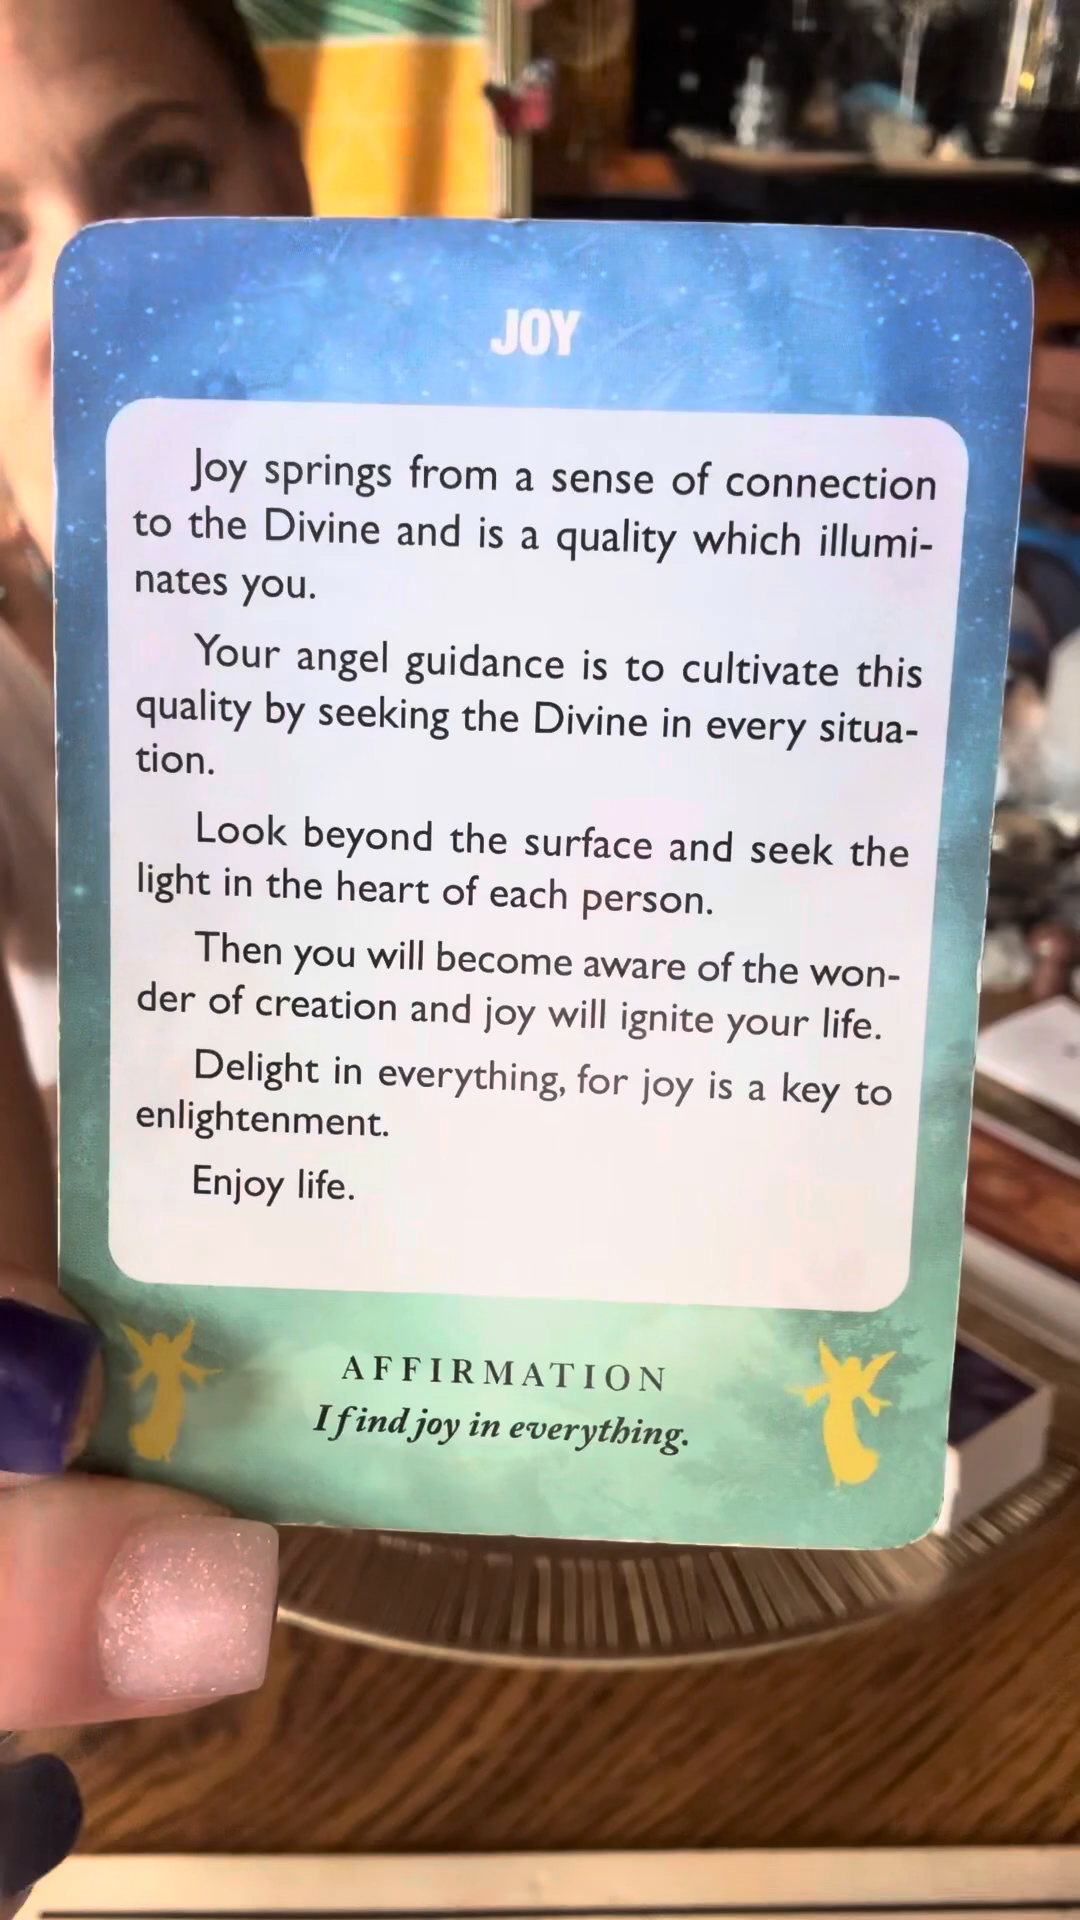 JOY
Joy springs from a sense of connection
to the Divine and is a quality which illumi-
nates you.
Your angel guidance is to cultivate this
quality by seeking the Divine in every situa-
tion.
Look beyond the surface and seek the
light in the heart of each person.
Then you will become aware of the won-
der of creation and joy will ignite your life.
Delight in everything, for joy is a key to
enlightenment.
Enjoy life.
AFFIRMATION
I find joy in everything.